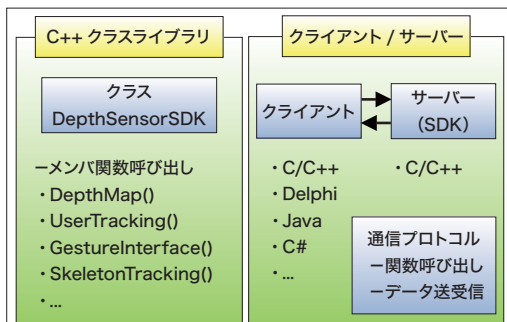 C++ クラスライブラリ
クラス
DepthSensorSDK
ーメンバ関数呼び出し
・DepthMap()
・UserTracking()
・GestureInterface()
・SkeletonTracking()
・...
クライアント / サーバー
クライアント
サーバー
(SDK)
・C/C++
・Delphi
・Java
・C#
・...
・C/C++
通信プロトコル
ー関数呼び出し
ーデータ送受信